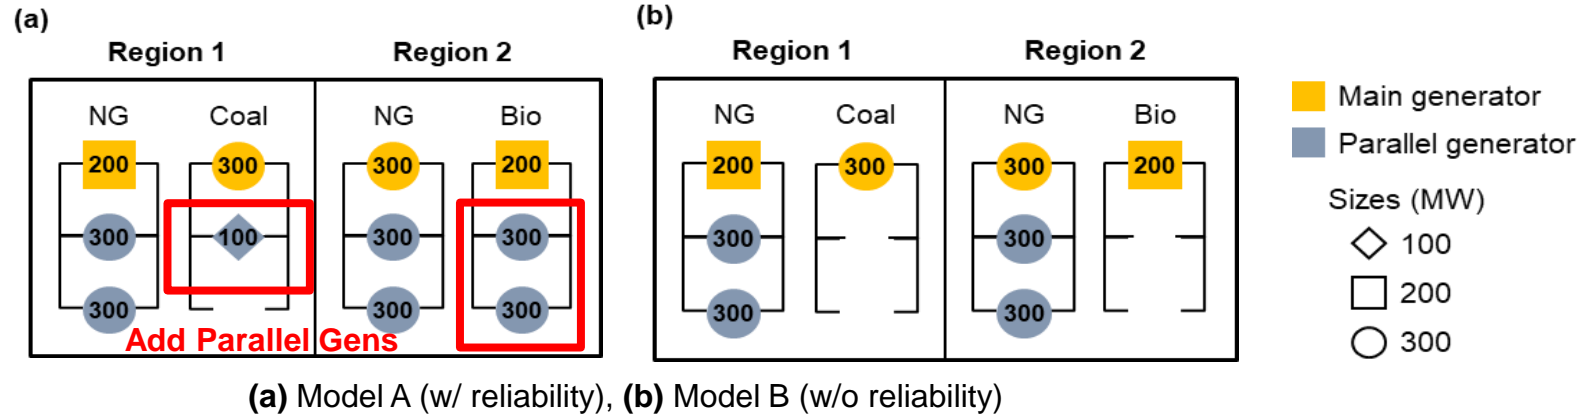 (a)
(b)
Region 1 Region 2
Region 1 Region 2
NG Coal NG Bio
NG Coal NG Bio
200 300 300 200
200 300 300 200
300 100 300 300
300 300
300 300 300
300 300
Add Parallel Gens
Main generator
Parallel generator
Sizes (MW)
100
200
300
(a) Model A (w/ reliability), (b) Model B (w/o reliability)